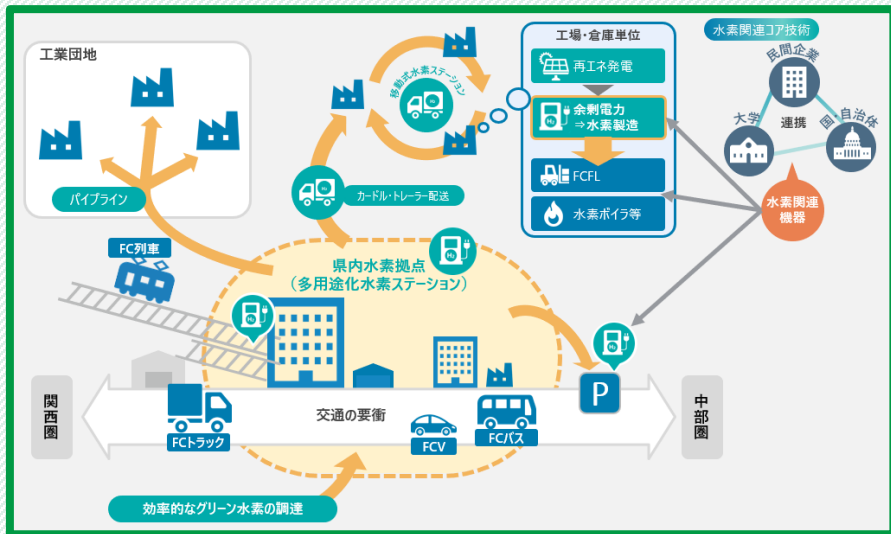 工業団地
パイプライン
移動式水素ステーション
H₂
カードル・トレーラー配送
工場・倉庫単位
再エネ発電
H₂
余剰電力
⇒水素製造
FCFL
水素ボイラ等
水素関連コア技術
民間企業
大学
連携
国・自治体
水素関連
機器
FC列車
県内水素拠点
(多用途化水素ステーション)
H₂
H₂
H₂
P
関西圏
交通の要衝
中部圏
FCトラック
FCV
FCバス
効率的なグリーン水素の調達